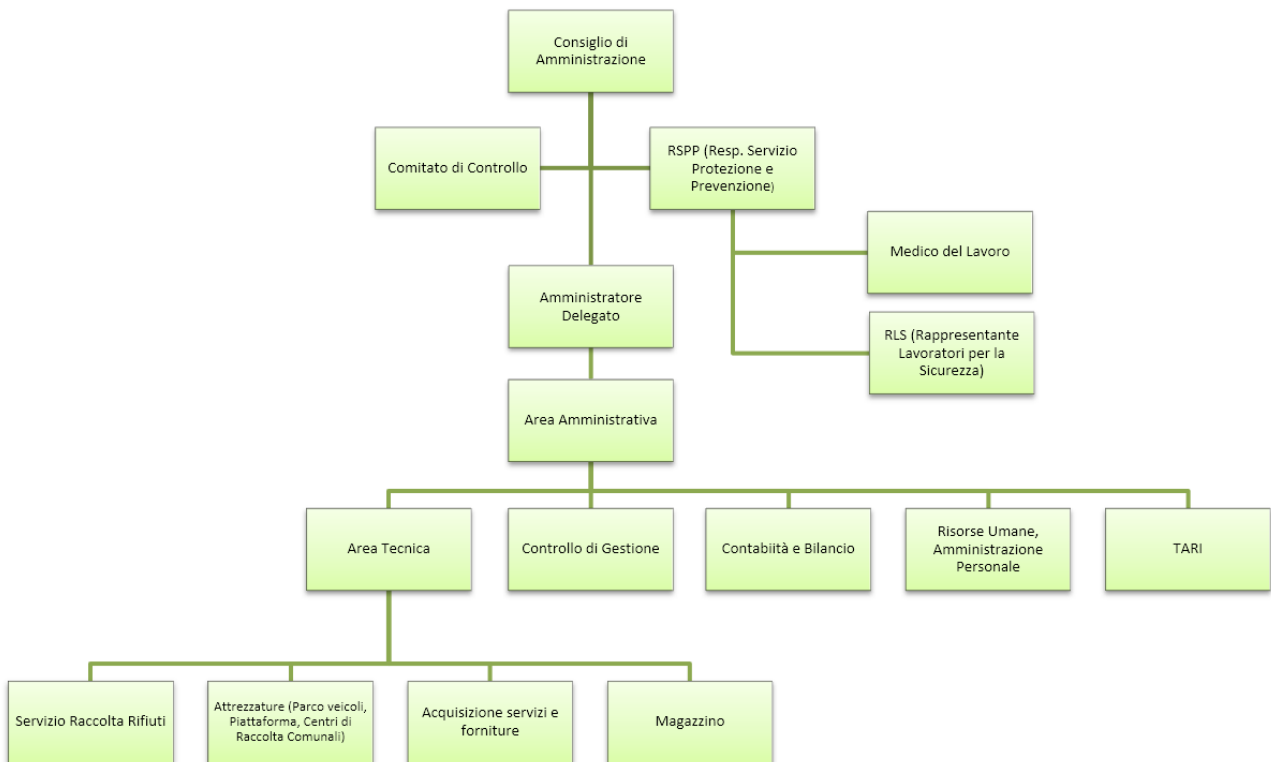 Consiglio di
Amministrazione
Comitato di Controllo
RSPP (Resp. Servizio
Protezione e
Prevenzione)
Medico del Lavoro
Amministratore
Delegato
RLS (Rappresentante
Lavoratori per la
Sicurezza)
Area Amministrativa
Area Tecnica
Controllo di Gestione
Contabiità e Bilancio
Risorse Umane,
Amministrazione
Personale
TARI
Servizio Raccolta Rifiuti
Attrezzature (Parco veicoli,
Piattaforma, Centri di
Raccolta Comunali)
Acquisizione servizi e
forniture
Magazzino